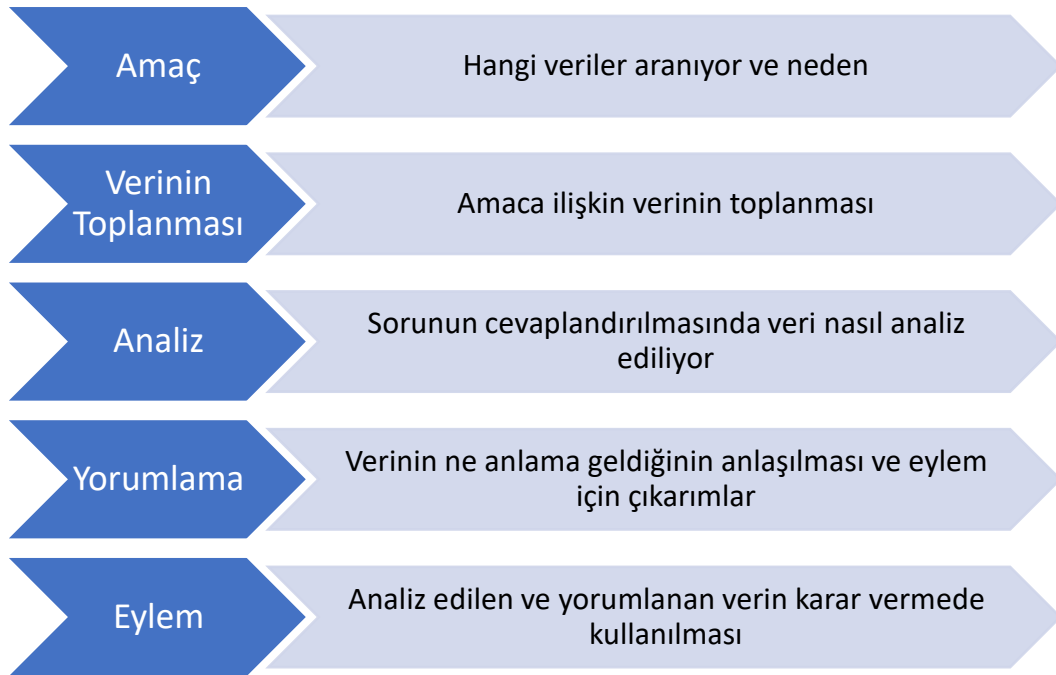 Amaç
Hangi veriler aranıyor ve neden
Verinin
Toplanması
Amaca ilişkin verinin toplanması
Analiz
Sorunun cevaplandırılmasında veri nasıl analiz
ediliyor
Yorumlama
Verinin ne anlama geldiğinin anlaşılması ve eylem
için çıkarımlar
Eylem
Analiz edilen ve yorumlanan verin karar vermede
kullanılması